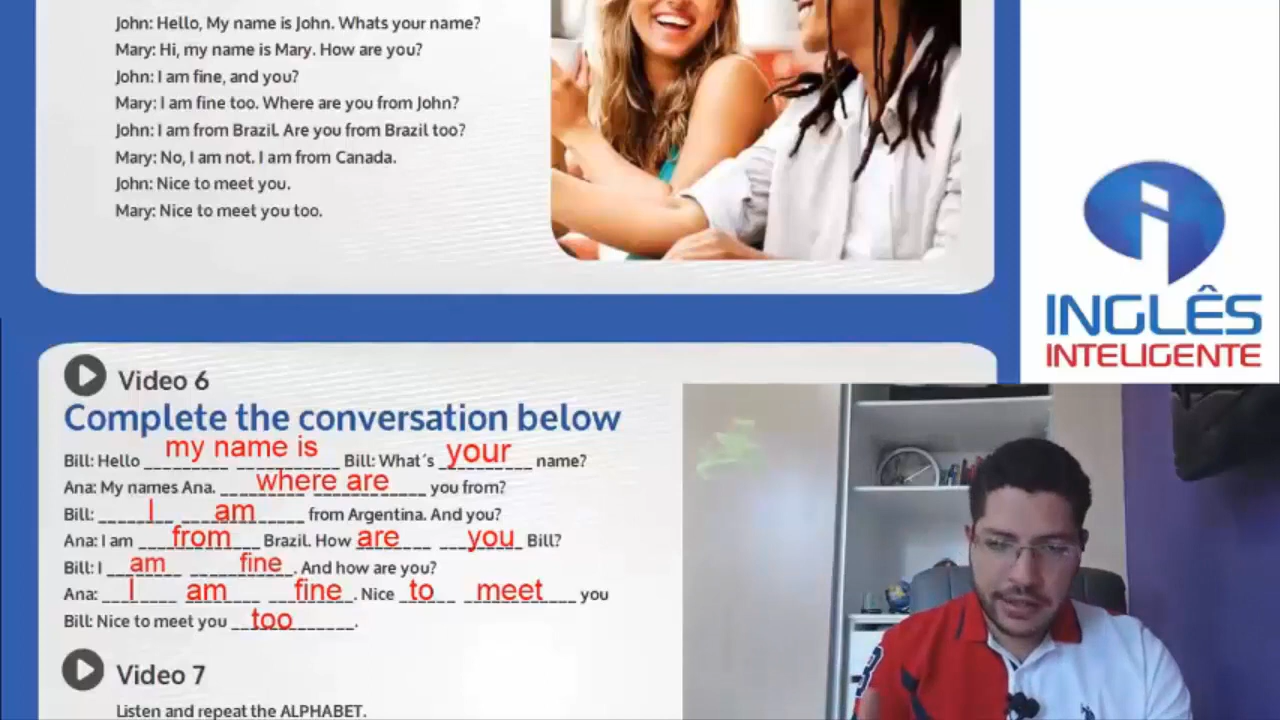 John: Hello, My name is John. Whats your name?
Mary: Hi, my name is Mary. How are you?
John: I am fine, and you?
Mary: I am fine too. Where are you from John?
John: I am from Brazil. Are you from Brazil too?
Mary: No, I am not. I am from Canada.
John: Nice to meet you.
Mary: Nice to meet you too.
INGLÊS
INTELIGENTE
Video 6
Complete the conversation below
Bill: Hello my name is Bill: What´s your name?
Ana: My names Ana. where are you from?
Bill: I am from Argentina. And you?
Ana: I am from Brazil. How are you Bill?
Bill: I am fine. And how are you?
Ana: I am fine. Nice to meet you
Bill: Nice to meet you too.
Video 7
Listen and repeat the ALPHABET.